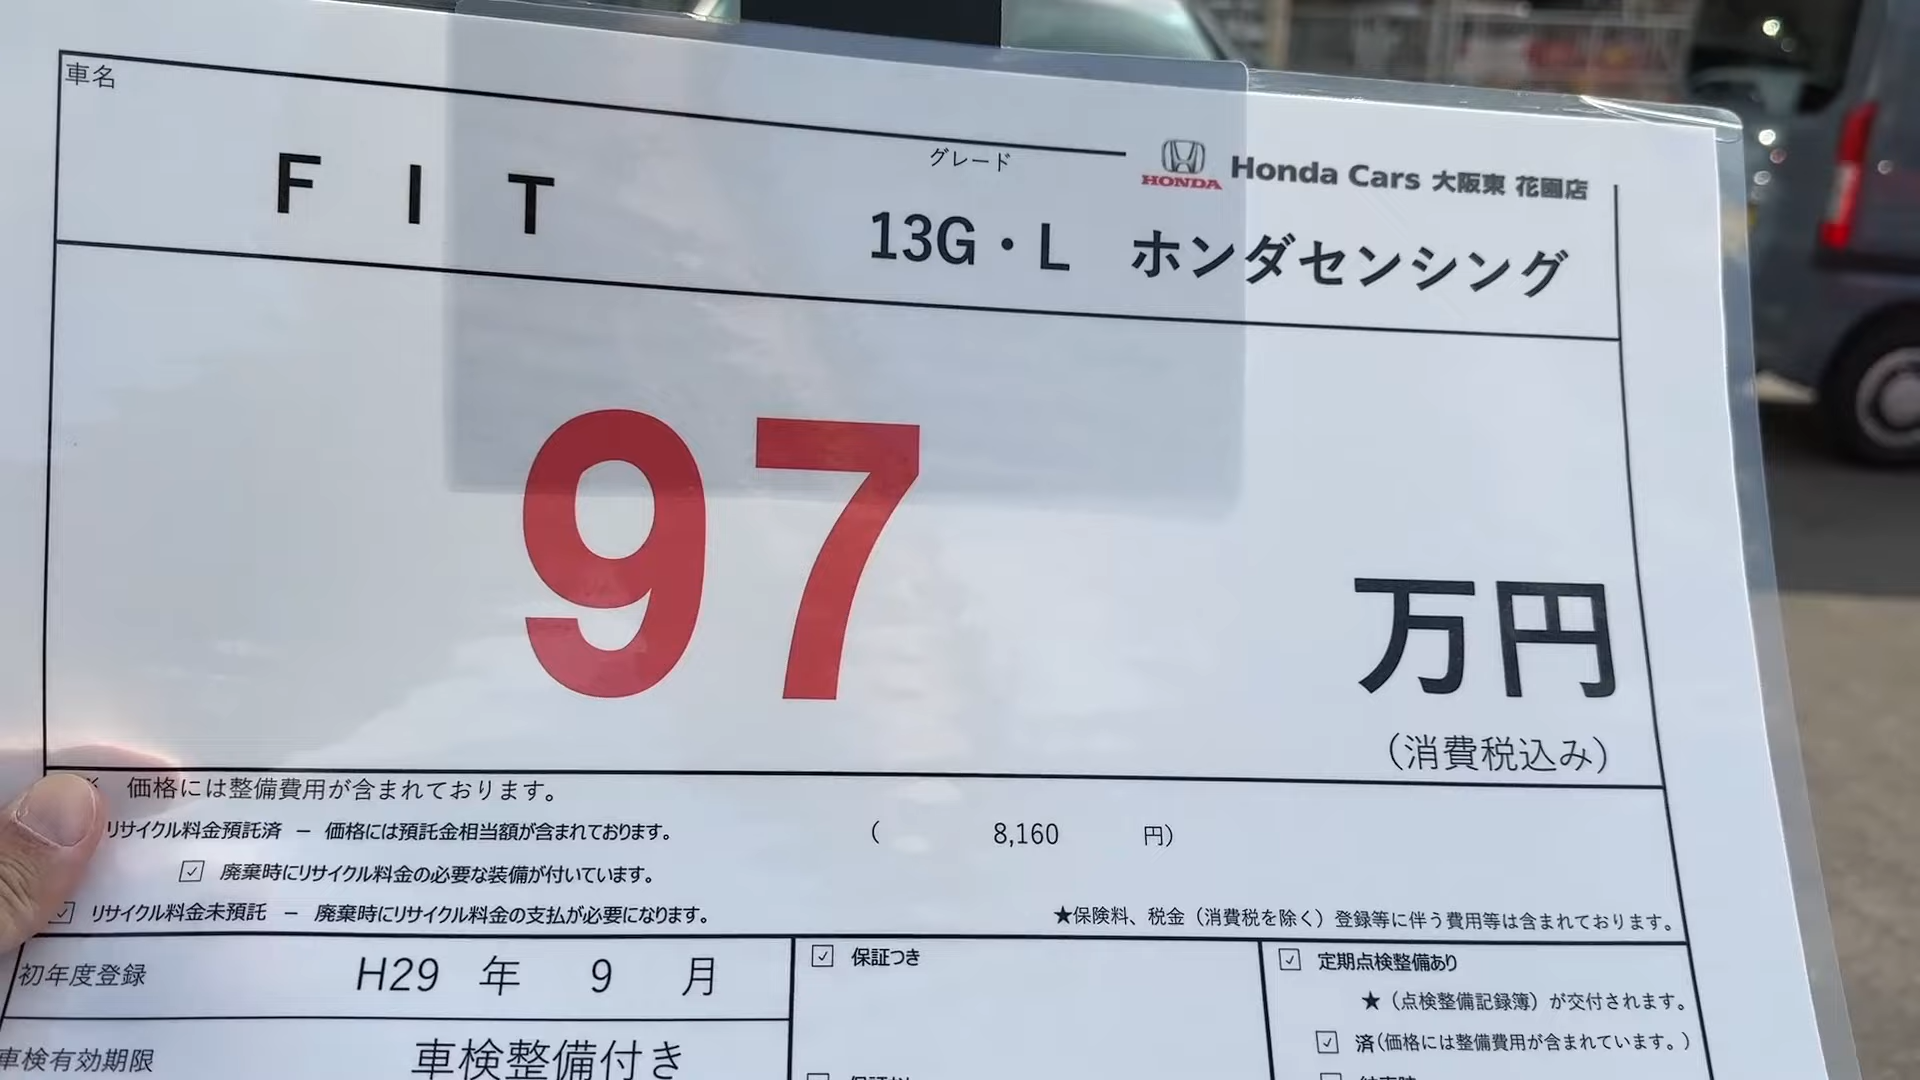 車名
グレード
HONDA Honda Cars 大阪東 花園店
FIT
13G・L ホンダセンシング
97
万円
(消費税込み)
価格には整備費用が含まれております。
リサイクル料金預託済 － 価格には預託金相当額が含まれております。 ( 8,160 円)
☑ 廃棄時にリサイクル料金の必要な装備が付いています。
☑ リサイクル料金未預託 － 廃棄時にリサイクル料金の支払が必要になります。
★保険料、税金（消費税を除く）登録等に伴う費用等は含まれております。
初年度登録 H29 年 9 月
☑ 保証つき
☑ 定期点検整備あり
★（点検整備記録簿）が交付されます。
☑ 済(価格には整備費用が含まれています。)
車検有効期限 車検整備付き